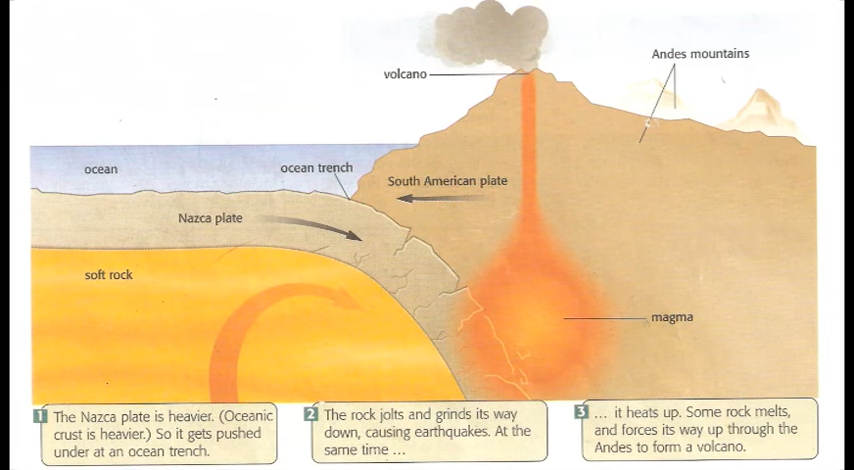 Andes mountains
volcano
ocean
ocean trench
South American plate
Nazca plate
soft rock
magma
1 The Nazca plate is heavier. (Oceanic
crust is heavier.) So it gets pushed
under at an ocean trench.
2 The rock jolts and grinds its way
down, causing earthquakes. At the
same time ...
3 ... it heats up. Some rock melts,
and forces its way up through the
Andes to form a volcano.